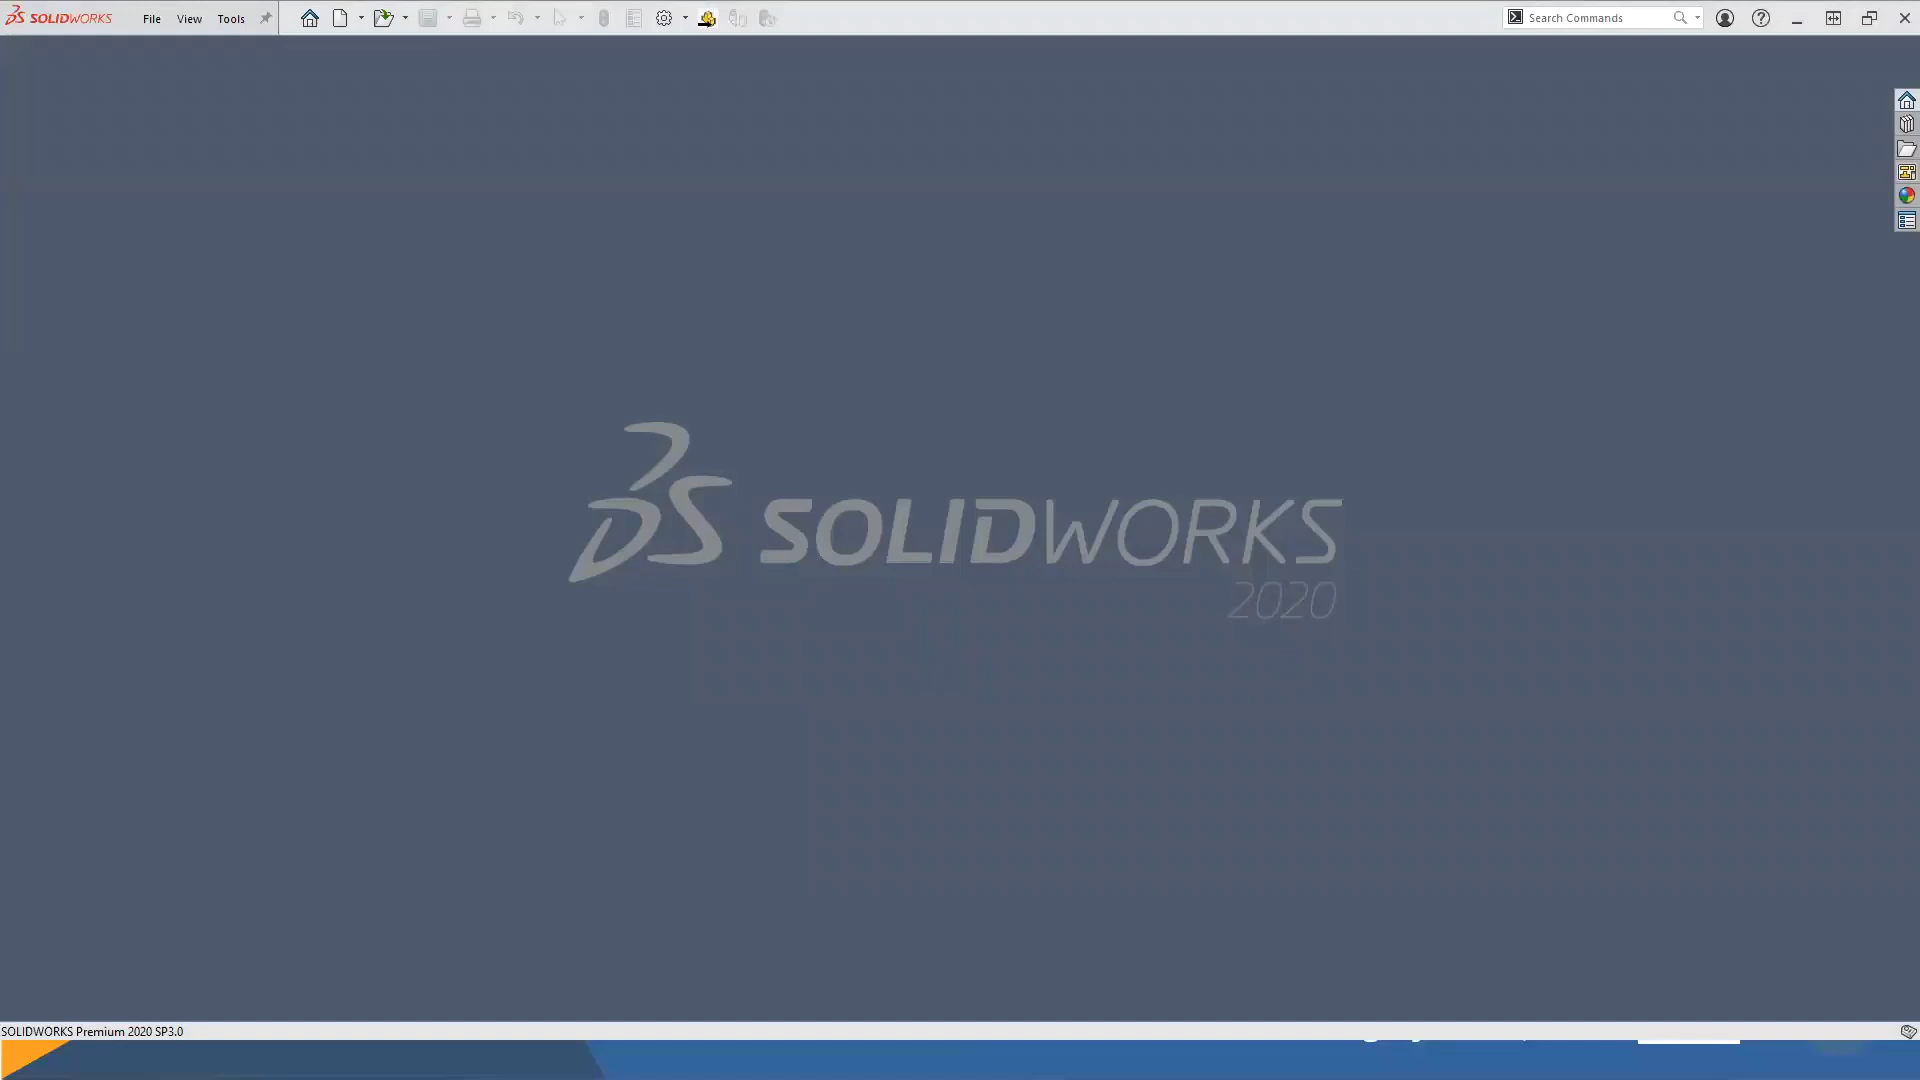 SOLIDWORKS File View Tools Search Commands
SOLIDWORKS
2020
SOLIDWORKS Premium 2020 SP3.0